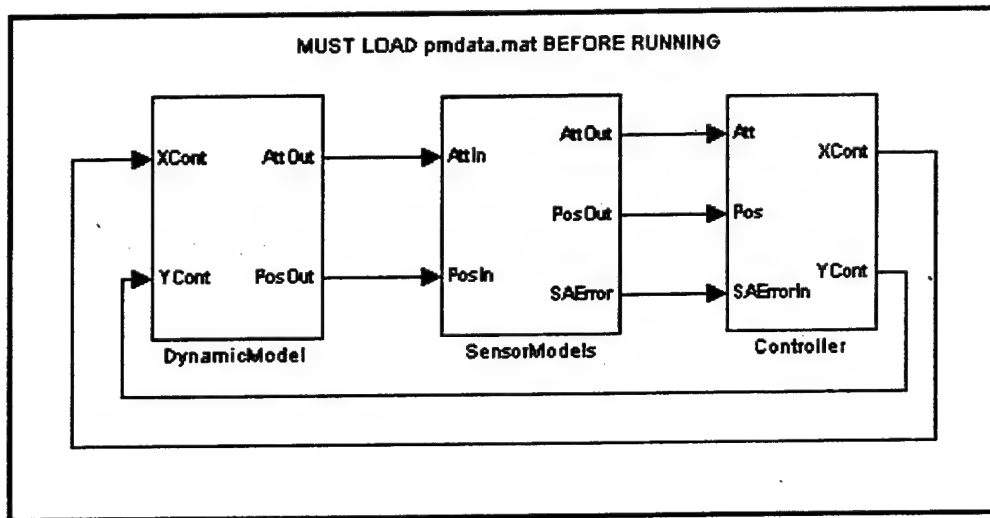 MUST LOAD pmdata.mat BEFORE RUNNING
XCont
AttOut
YCont
PosOut
DynamicModel
AttIn
AttOut
PosOut
PosIn
SAError
SensorModels
Att
XCont
Pos
YCont
SAErrorIn
Controller